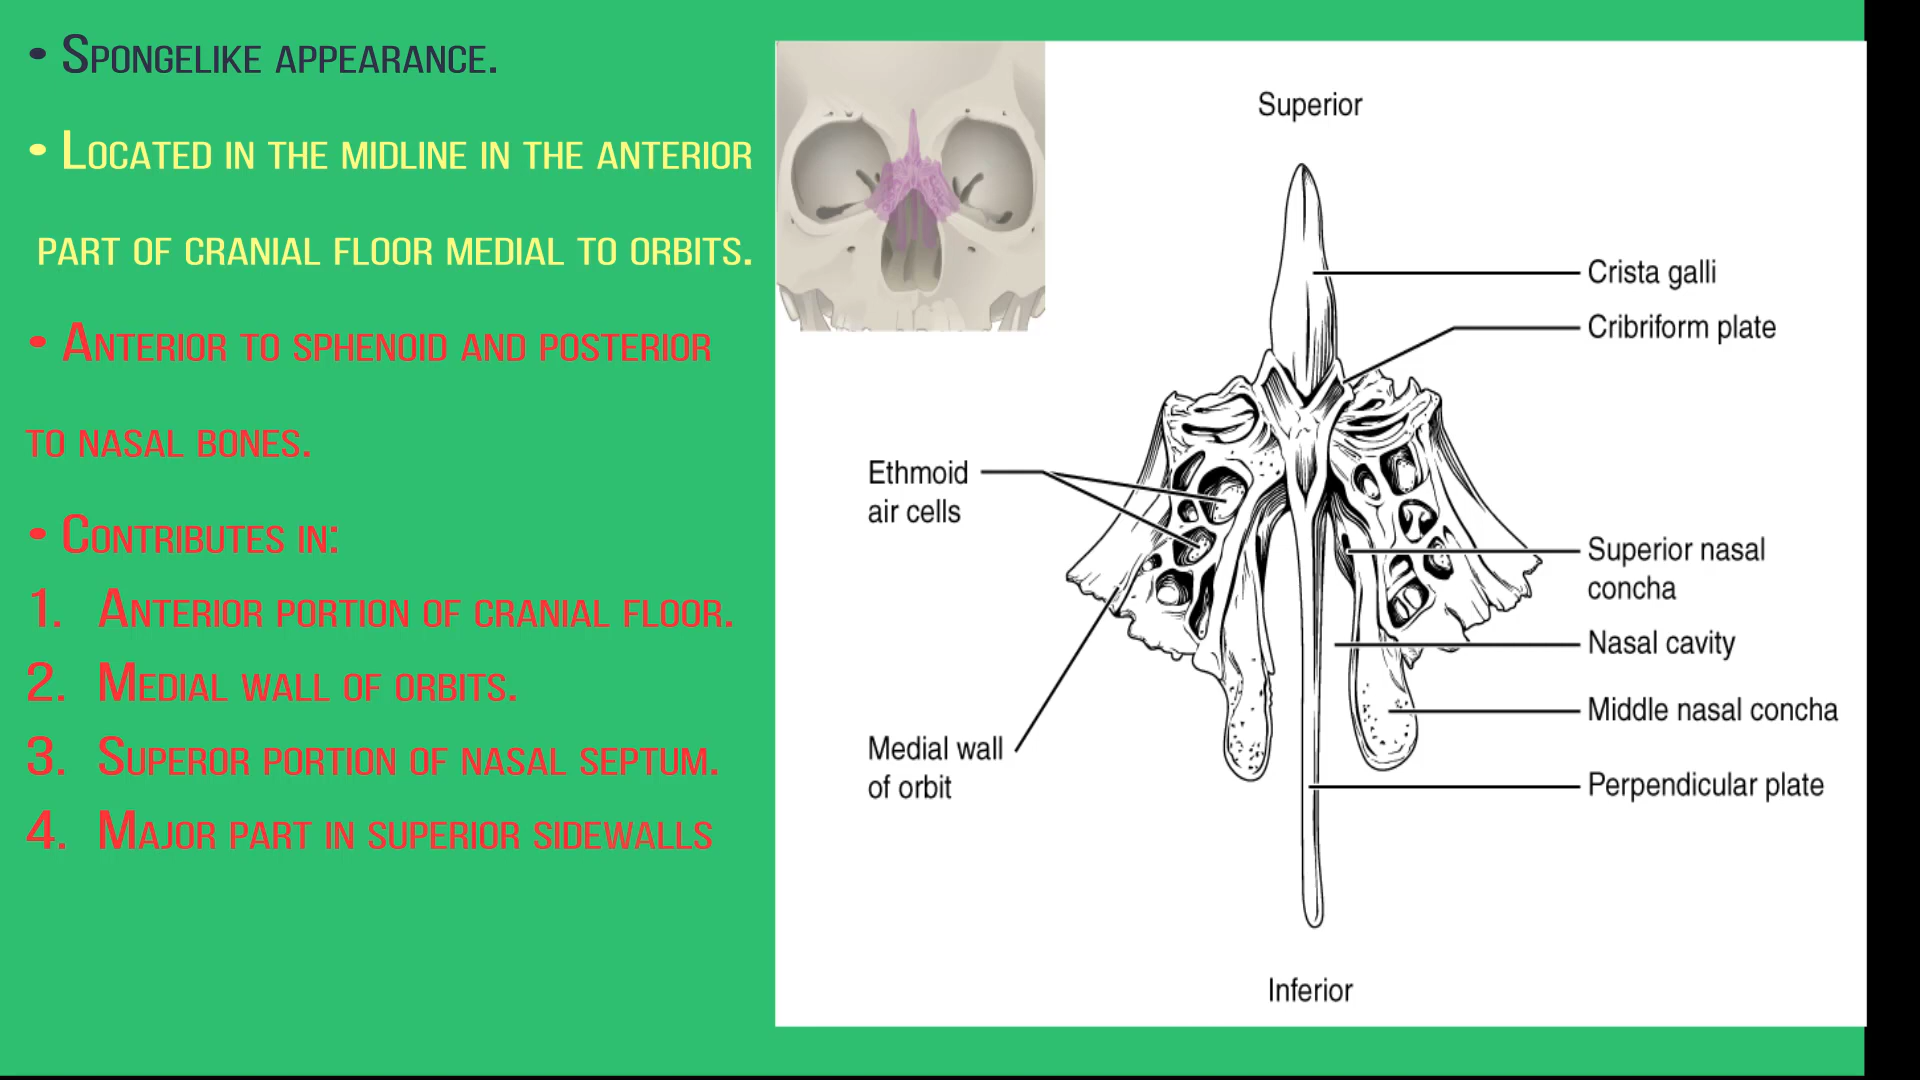 • Spongelike appearance.
• Located in the midline in the anterior
part of cranial floor medial to orbits.
• Anterior to sphenoid and posterior
to nasal bones.
• Contributes in:
1. Anterior portion of cranial floor.
2. Medial wall of orbits.
3. Superor portion of nasal septum.
4. Major part in superior sidewalls
Superior
Crista galli
Cribriform plate
Ethmoid
air cells
Superior nasal
concha
Nasal cavity
Middle nasal concha
Medial wall
of orbit
Perpendicular plate
Inferior